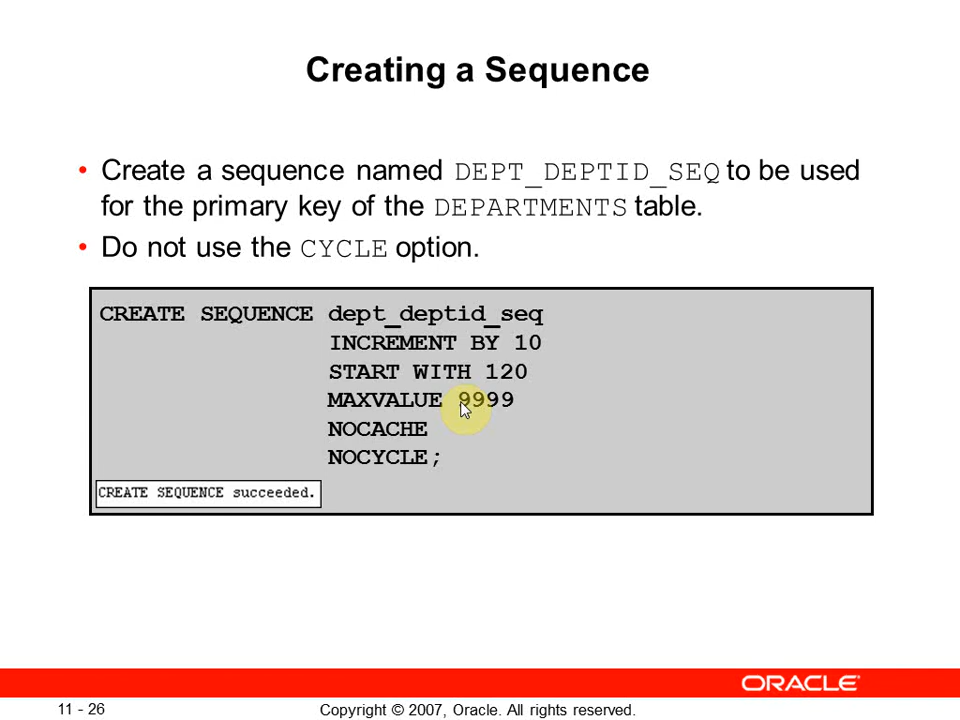 Creating a Sequence
• Create a sequence named DEPT_DEPTID_SEQ to be used
for the primary key of the DEPARTMENTS table.
• Do not use the CYCLE option.
CREATE SEQUENCE dept_deptid_seq
INCREMENT BY 10
START WITH 120
MAXVALUE 9999
NOCACHE
NOCYCLE;
CREATE SEQUENCE succeeded.
ORACLE
11 - 26
Copyright © 2007, Oracle. All rights reserved.